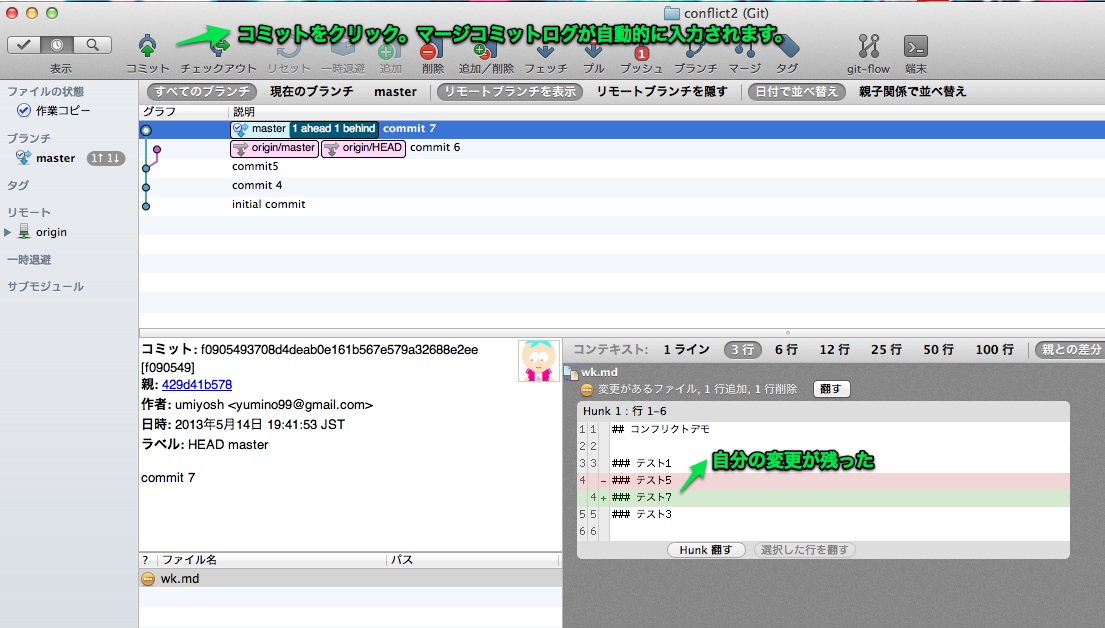 conflict2 (Git)
コミットをクリック。マージコミットログが自動的に入力されます。
表示
コミット
チェックアウト
リセット
一時退避
追加
削除
追加／削除
フェッチ
プル
1
プッシュ
ブランチ
マージ
タグ
git-flow
端末
ファイルの状態
作業コピー
ブランチ
master 1↑ 1↓
タグ
リモート
origin
一時退避
サブモジュール
すべてのブランチ 現在のブランチ master リモートブランチを表示 リモートブランチを隠す 日付で並べ替え 親子関係で並べ替え
グラフ 説明
master 1 ahead 1 behind commit 7
origin/master origin/HEAD commit 6
commit5
commit 4
initial commit
コミット: f0905493708d4deab0e161b567e579a32688e2ee
[f090549]
親: 429d41b578
作者: umiyosh <yumino99@gmail.com>
日時: 2013年5月14日 19:41:53 JST
ラベル: HEAD master
commit 7
? ファイル名 パス
wk.md
コンテキスト: 1 ライン 3 行 6 行 12 行 25 行 50 行 100 行 親との差分
wk.md
変更があるファイル, 1 行追加, 1 行削除 翻す
Hunk 1 : 行 1-6
1 1 ## コンフリクトデモ
2 2
3 3 ### テスト1
自分の変更が残った
4 - ### テスト5
4 + ### テスト7
5 5 ### テスト3
6 6
Hunk 翻す 選択した行を翻す